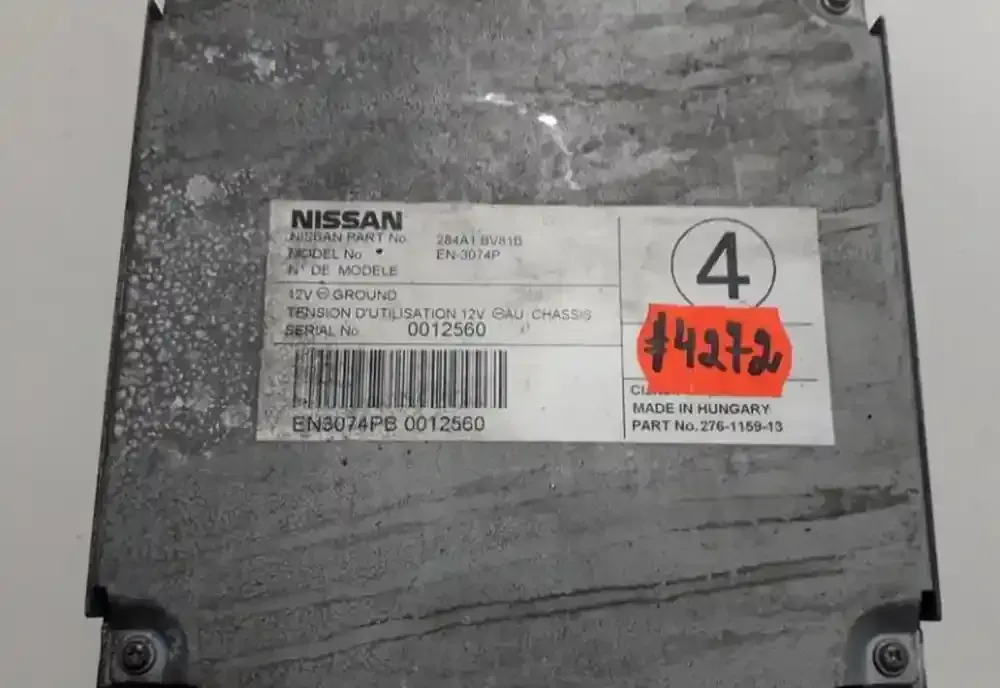 NISSAN
NISSAN PART No. 284A1 BV81B
MODEL No EN-3074P
N° DE MODELE
12V ⊖ GROUND
TENSION D'UTILISATION 12V ⊖AU CHASSIS
SERIAL No. 0012560
EN3074PB 0012560
4
#4272
MADE IN HUNGARY
PART No. 276-1159-13